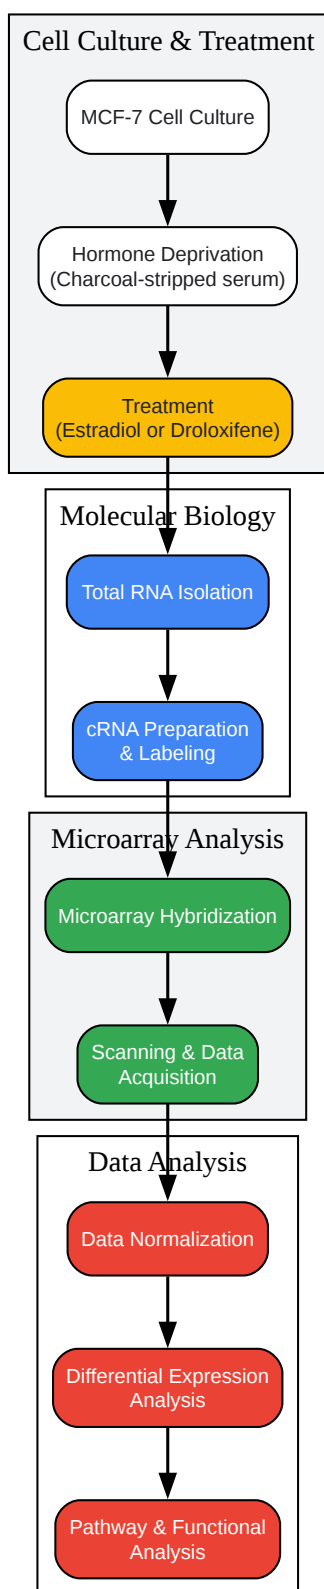 Cell Culture & Treatment
MCF-7 Cell Culture
Hormone Deprivation
(Charcoal-stripped serum)
Treatment
(Estradiol or Droloxifene)
Molecular Biology
Total RNA Isolation
cRNA Preparation
& Labeling
Microarray Analysis
Microarray Hybridization
Scanning & Data
Acquisition
Data Analysis
Data Normalization
Differential Expression
Analysis
Pathway & Functional
Analysis